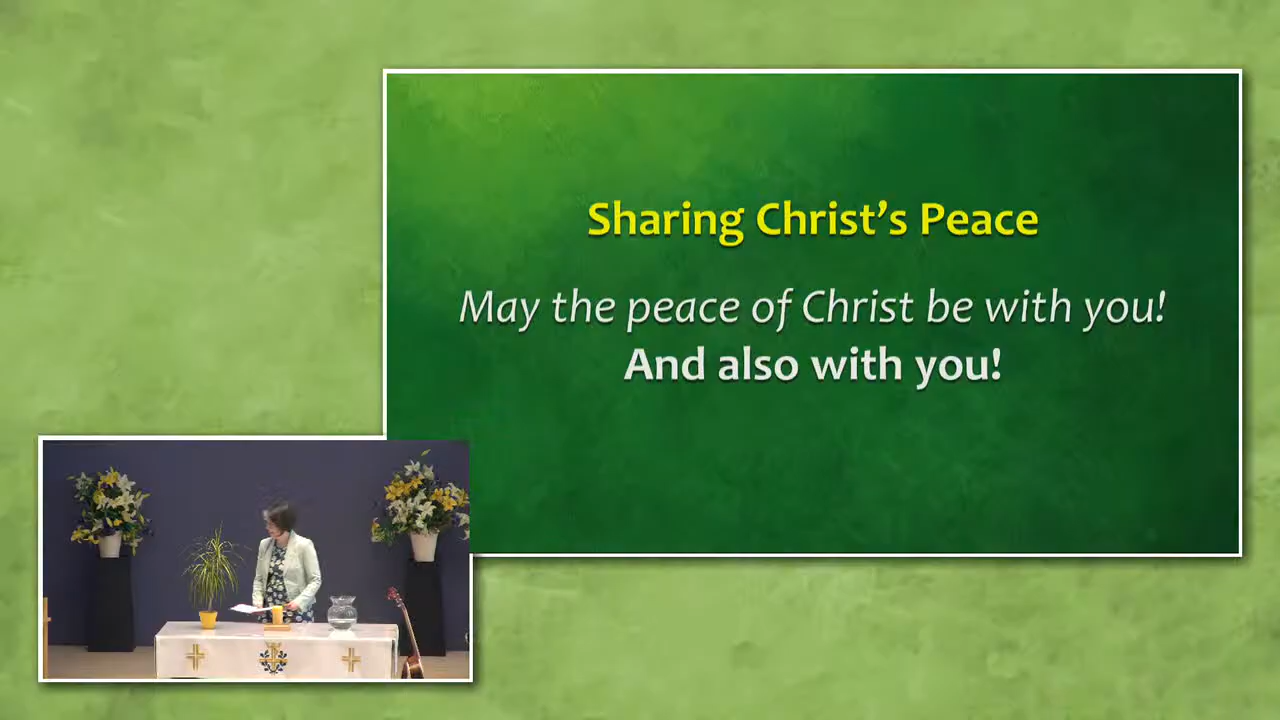 Sharing Christ’s Peace
May the peace of Christ be with you!
And also with you!